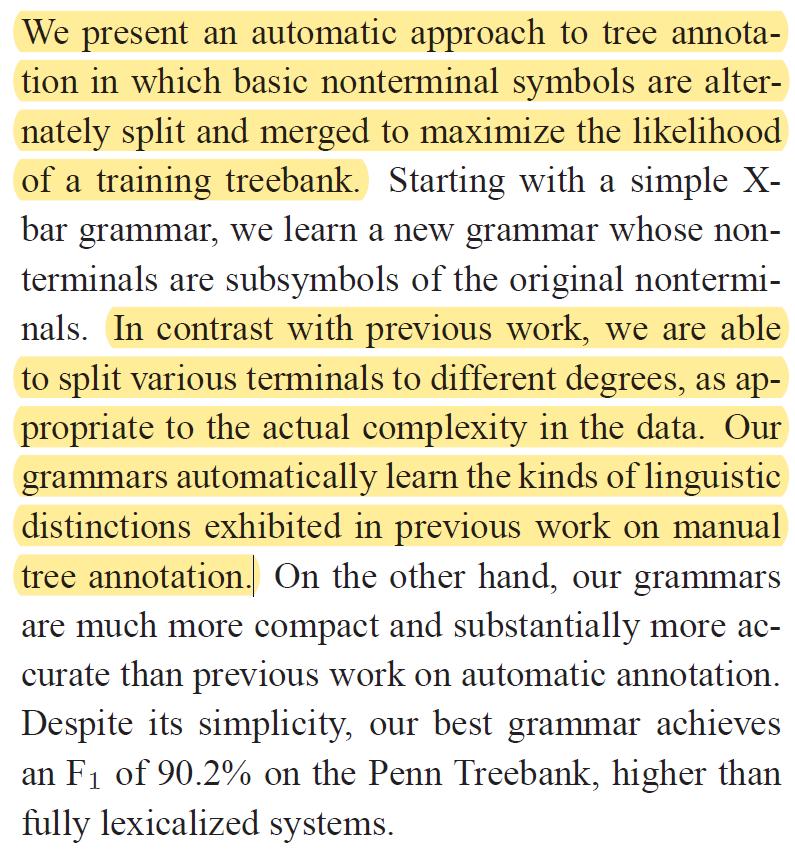 We present an automatic approach to tree annota-
tion in which basic nonterminal symbols are alter-
nately split and merged to maximize the likelihood
of a training treebank. Starting with a simple X-
bar grammar, we learn a new grammar whose non-
terminals are subsymbols of the original nontermi-
nals. In contrast with previous work, we are able
to split various terminals to different degrees, as ap-
propriate to the actual complexity in the data. Our
grammars automatically learn the kinds of linguistic
distinctions exhibited in previous work on manual
tree annotation. On the other hand, our grammars
are much more compact and substantially more ac-
curate than previous work on automatic annotation.
Despite its simplicity, our best grammar achieves
an F₁ of 90.2% on the Penn Treebank, higher than
fully lexicalized systems.